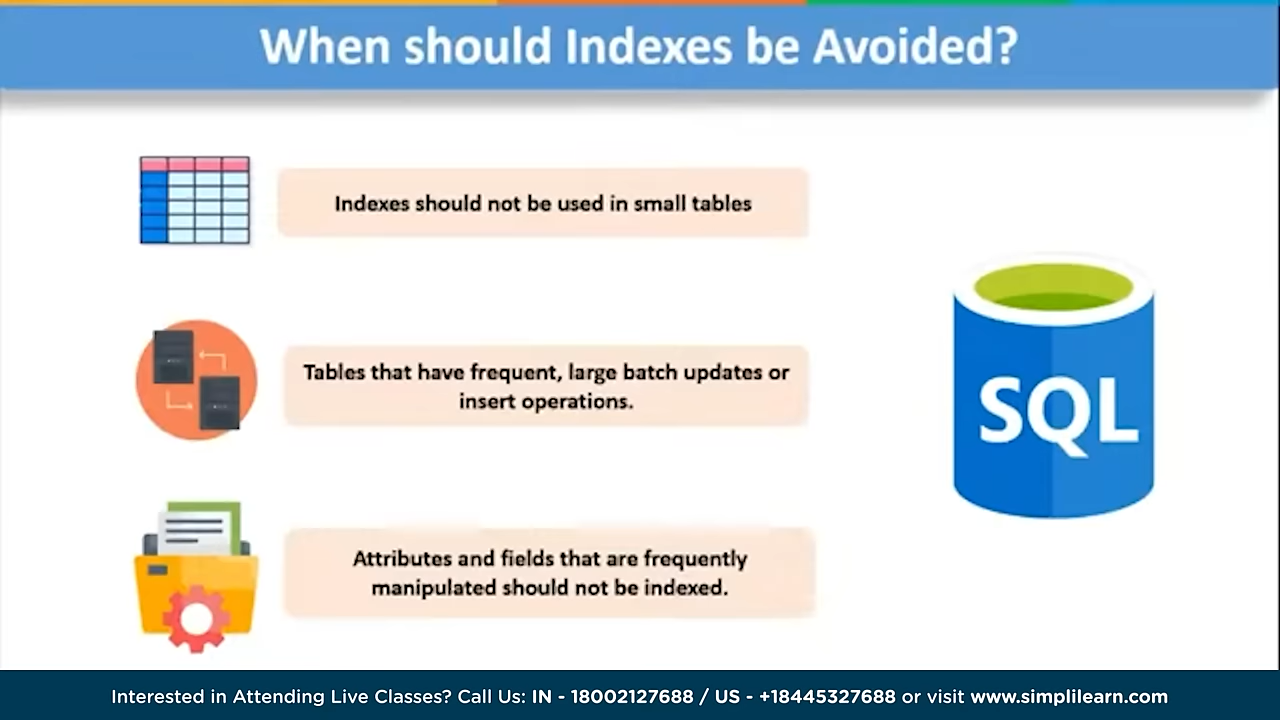 When should Indexes be Avoided?
Indexes should not be used in small tables
Tables that have frequent, large batch updates or
insert operations.
SQL
Attributes and fields that are frequently
manipulated should not be indexed.
Interested in Attending Live Classes? Call Us: IN - 18002127688 / US - +18445327688 or visit www.simplilearn.com